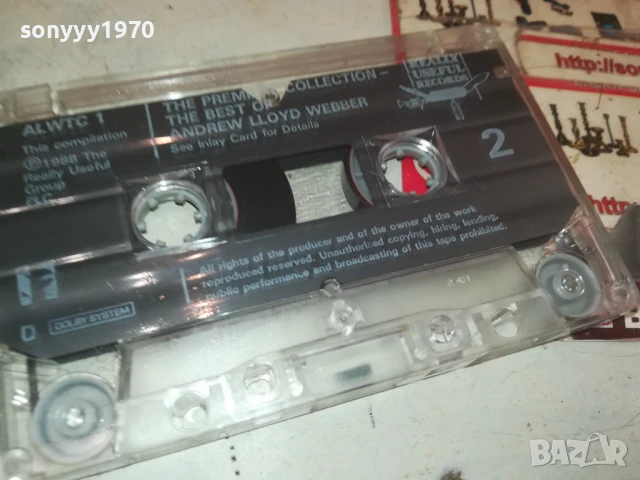 sonyyy1970
ALWTC 1
THE PREMI COLLECTION –
THE BEST O
ANDREW LLOYD WEBBER
See Inlay Card for Details
REALLY
USEFUL
RECORDS
This compilation
℗1988 The
Really Useful
Group
PLC
2
All rights of the producer and of the owner of the work
reproduced reserved. Unauthorised copying, hiring, lending,
public performance and broadcasting of this tape prohibited.
D DOLBY SYSTEM
http://so
BAZAR.bg